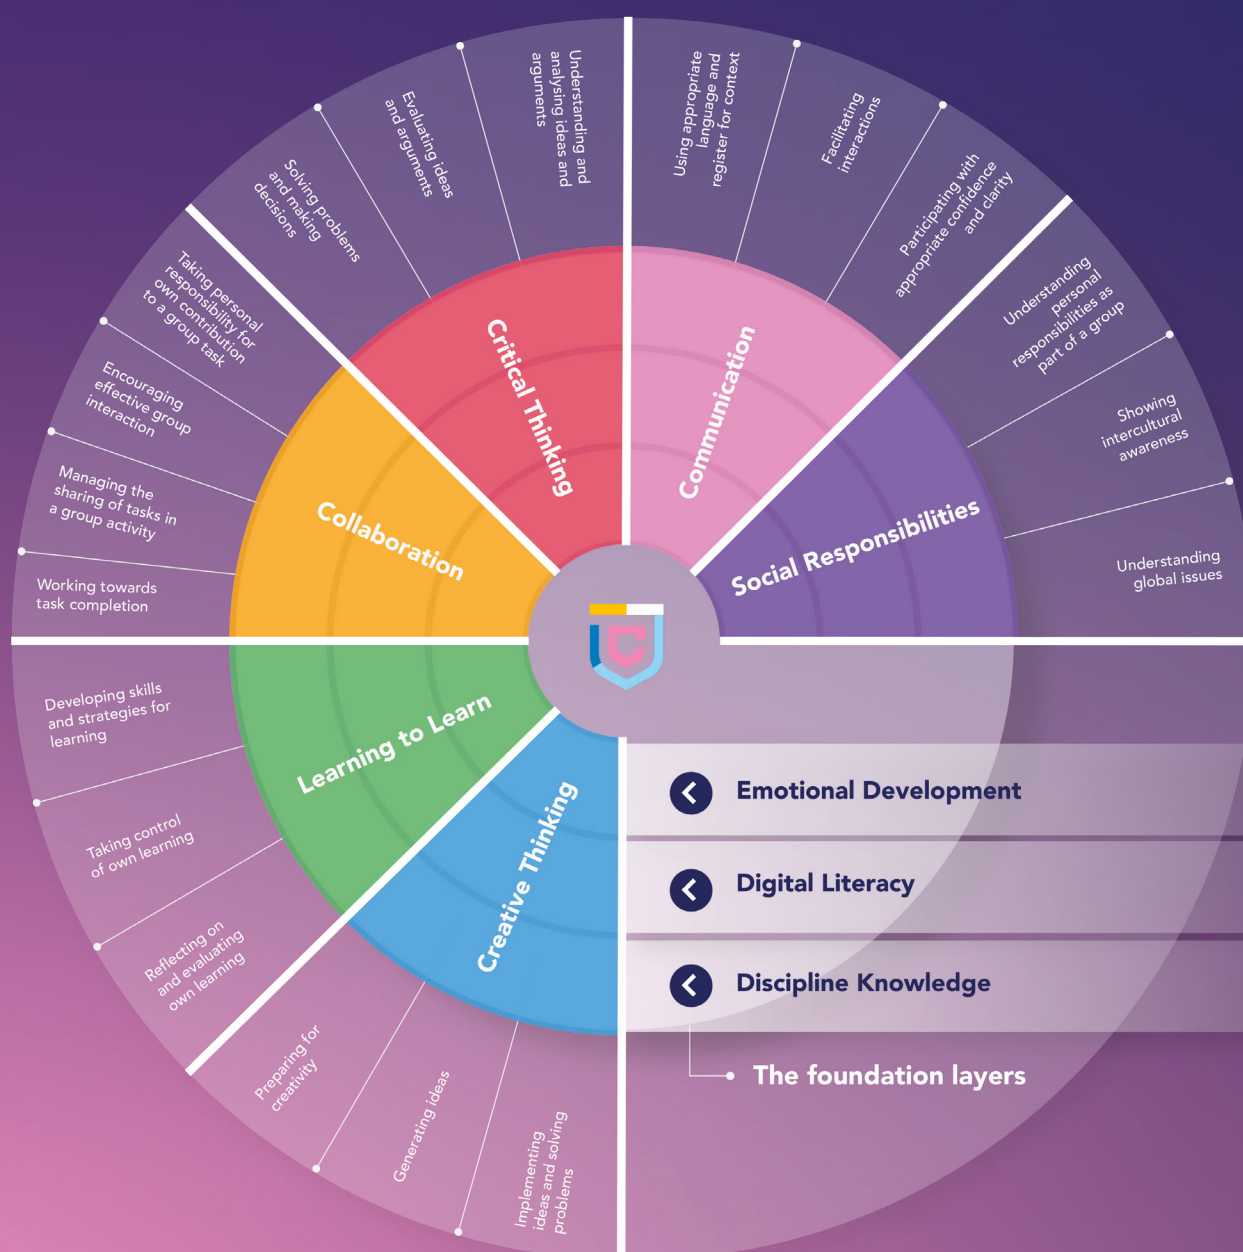 Understanding and
analysing ideas and
arguments
Evaluating ideas
and arguments
Solving problems
and making
decisions
Critical Thinking
Using appropriate
language and
register for context
Facilitating
interactions
Participating with
appropriate confidence
and clarity
Communication
Understanding
personal
responsibilities as
part of a group
Showing
intercultural
awareness
Understanding
global issues
Social Responsibilities
Taking personal
responsibility for
own contribution
to a group task
Encouraging
effective group
interaction
Managing the
sharing of tasks in
a group activity
Working towards
task completion
Collaboration
Developing skills
and strategies for
learning
Taking control
of own learning
Reflecting on
and evaluating
own learning
Learning to Learn
Preparing for
creativity
Generating ideas
Implementing
ideas and solving
problems
Creative Thinking
Emotional Development
Digital Literacy
Discipline Knowledge
The foundation layers